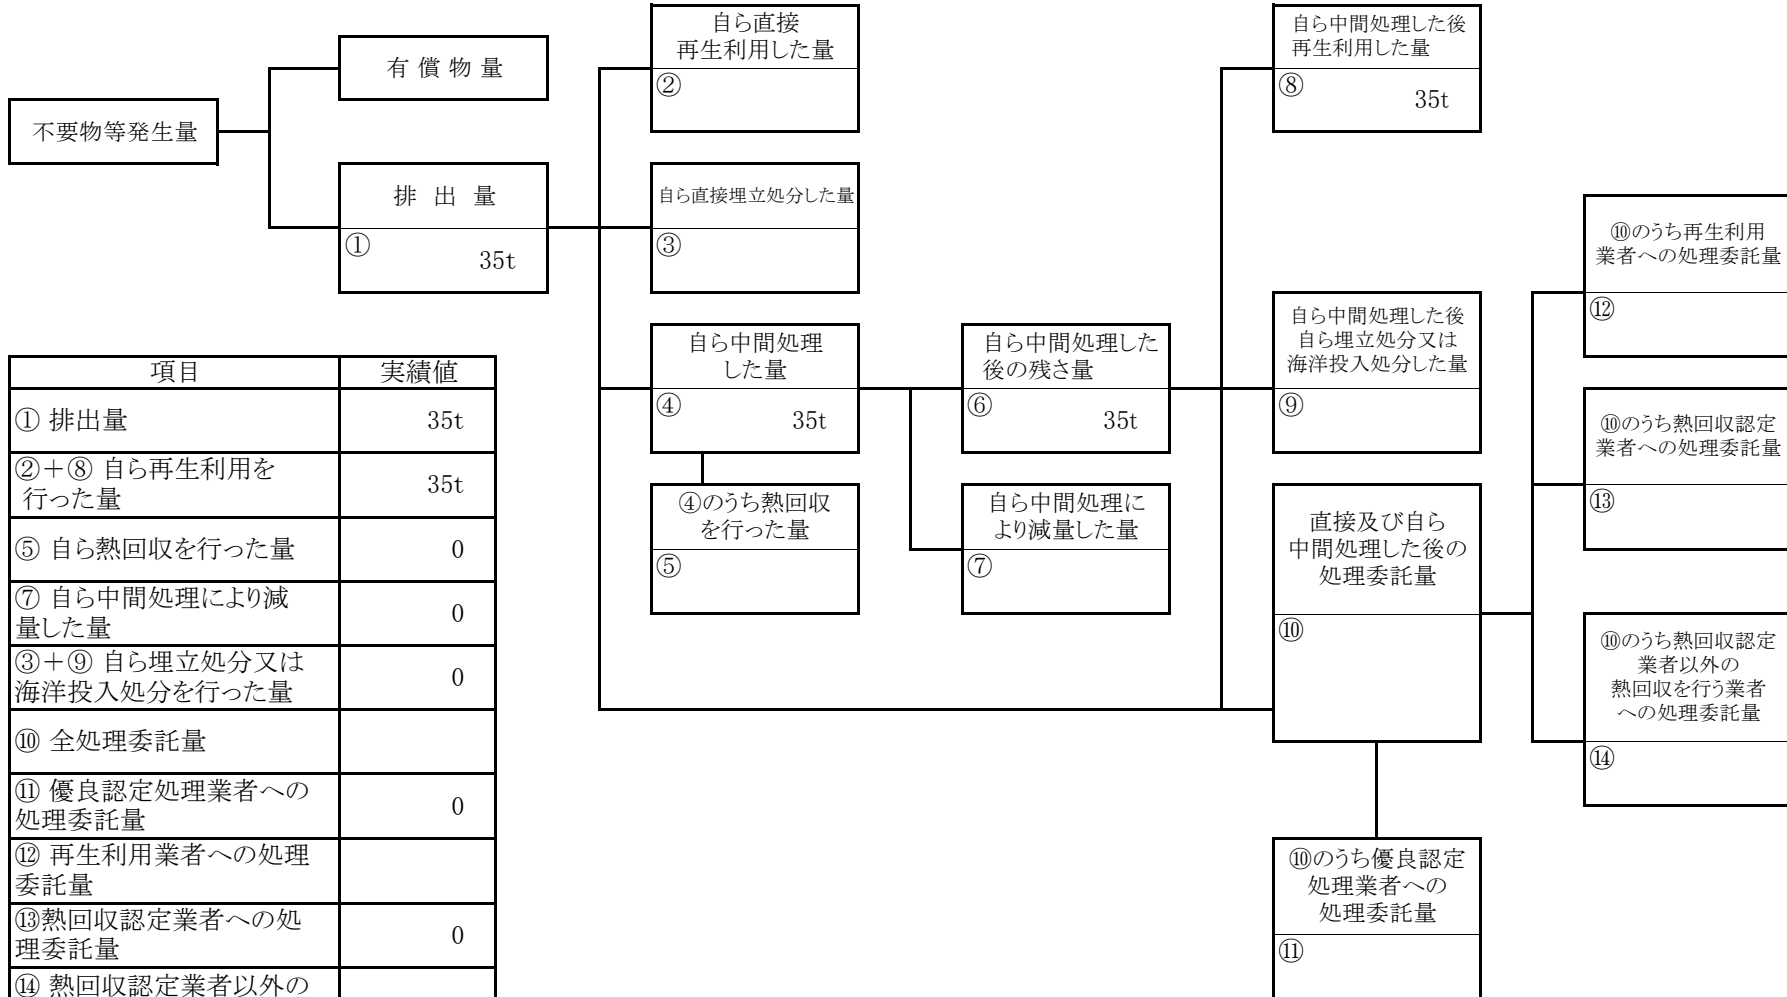 不要物等発生量
有 償 物 量
排 出 量
①
35t
自ら直接
再生利用した量
②
自ら直接埋立処分した量
③
自ら中間処理
した量
④
35t
④のうち熱回収
を行った量
⑤
自ら中間処理した
後の残さ量
⑥
35t
自ら中間処理に
より減量した量
⑦
自ら中間処理した後
再生利用した量
⑧
35t
自ら中間処理した後
自ら埋立処分又は
海洋投入処分した量
⑨
直接及び自ら
中間処理した後の
処理委託量
⑩
⑩のうち優良認定
処理業者への
処理委託量
⑪
⑩のうち再生利用
業者への処理委託量
⑫
⑩のうち熱回収認定
業者への処理委託量
⑬
⑩のうち熱回収認定
業者以外の
熱回収を行う業者
への処理委託量
⑭
項目 実績値
① 排出量 35t
②+⑧ 自ら再生利用を
行った量 35t
⑤ 自ら熱回収を行った量 0
⑦ 自ら中間処理により減
量した量 0
③+⑨ 自ら埋立処分又は
海洋投入処分を行った量 0
⑩ 全処理委託量
⑪ 優良認定処理業者への
処理委託量 0
⑫ 再生利用業者への処理
委託量
⑬熱回収認定業者への処
理委託量 0
⑭ 熱回収認定業者以外の